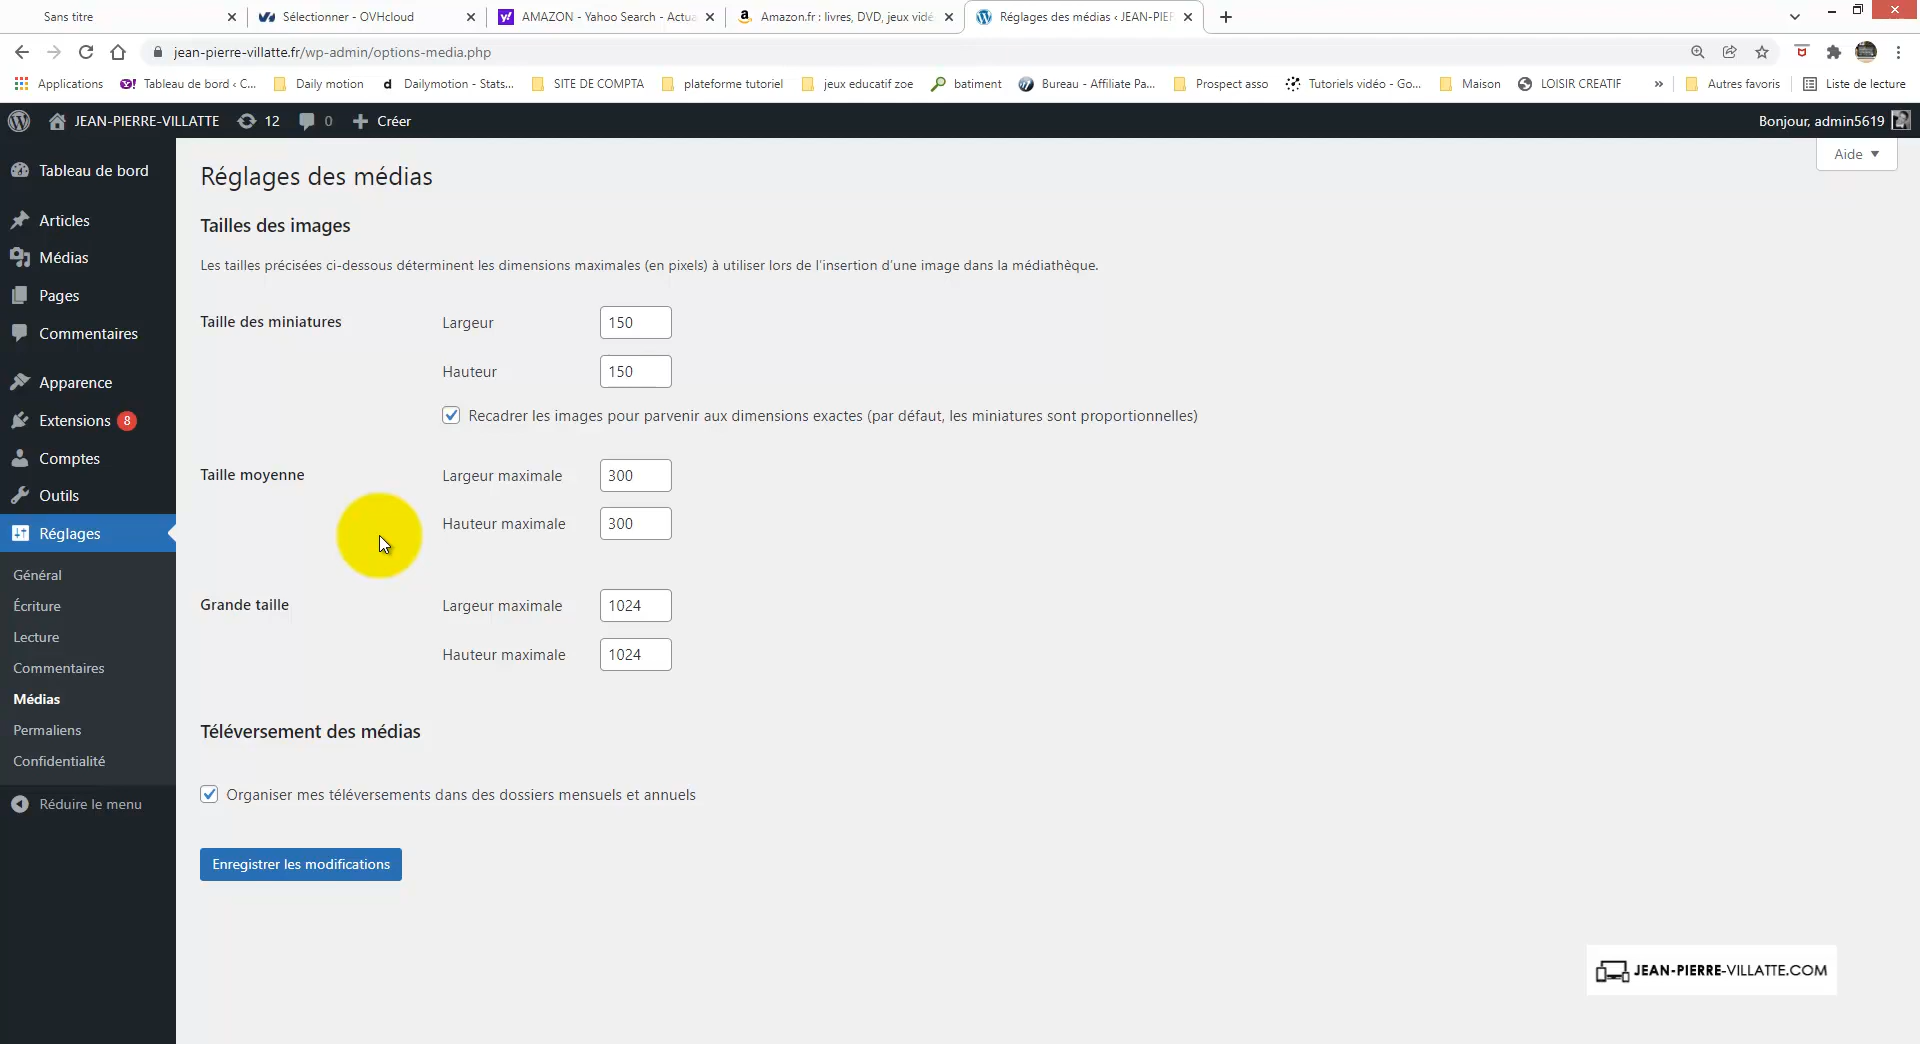 Sans titre
Sélectionner - OVHcloud
AMAZON - Yahoo Search - Actua
Amazon.fr : livres, DVD, jeux vidé
Réglages des médias ‹ JEAN-PIER
jean-pierre-villatte.fr/wp-admin/options-media.php
Applications
Tableau de bord ‹ C...
Daily motion
Dailymotion - Stats...
SITE DE COMPTA
plateforme tutoriel
jeux educatif zoe
batiment
Bureau - Affiliate Pa...
Prospect asso
Tutoriels vidéo - Go...
Maison
LOISIR CREATIF
»
Autres favoris
Liste de lecture
JEAN-PIERRE-VILLATTE
12
0
Créer
Bonjour, admin5619
Aide
Tableau de bord
Articles
Médias
Pages
Commentaires
Apparence
Extensions 8
Comptes
Outils
Réglages
Général
Écriture
Lecture
Commentaires
Médias
Permaliens
Confidentialité
Réduire le menu
Réglages des médias
Tailles des images
Les tailles précisées ci-dessous déterminent les dimensions maximales (en pixels) à utiliser lors de l’insertion d’une image dans la médiathèque.
Taille des miniatures
Largeur 150
Hauteur 150
Recadrer les images pour parvenir aux dimensions exactes (par défaut, les miniatures sont proportionnelles)
Taille moyenne
Largeur maximale 300
Hauteur maximale 300
Grande taille
Largeur maximale 1024
Hauteur maximale 1024
Téléversement des médias
Organiser mes téléversements dans des dossiers mensuels et annuels
Enregistrer les modifications
JEAN-PIERRE-VILLATTE.COM